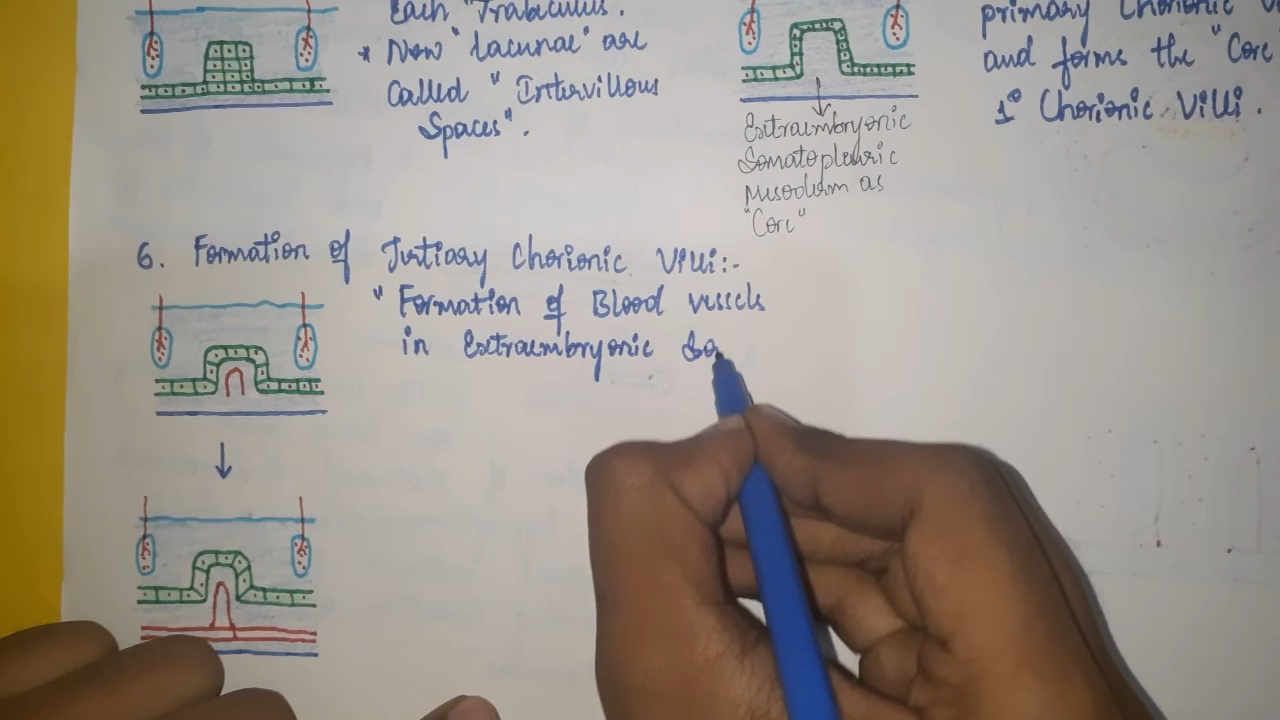 Each "Trabeculus.
* Now "lacunae" are
Called "Intervillous
Spaces".
Extraembryonic
Somatopleuric
Mesoderm as
"Core"
primary Chorionic
and forms the "Core
1° Chorionic Villi.
6. Formation of Tertiary Chorionic Villi:-
" Formation of Blood vessels
in Extraembryonic So